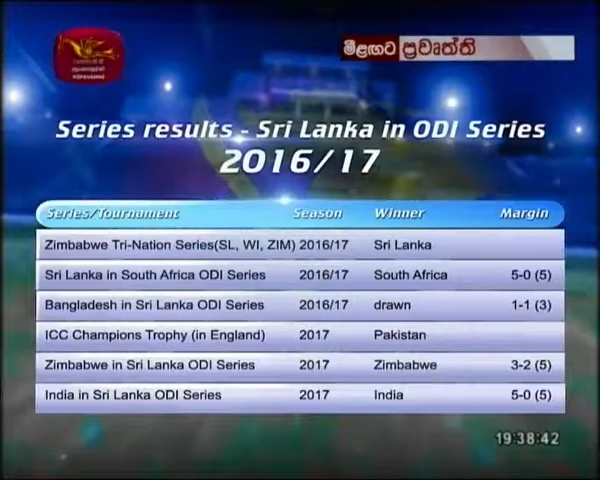 මීළඟට ප්‍රවෘත්ති
Series results - Sri Lanka in ODI Series
2016/17
Series/Tournament Season Winner Margin
Zimbabwe Tri-Nation Series(SL, WI, ZIM) 2016/17 Sri Lanka
Sri Lanka in South Africa ODI Series 2016/17 South Africa 5-0 (5)
Bangladesh in Sri Lanka ODI Series 2016/17 drawn 1-1 (3)
ICC Champions Trophy (in England) 2017 Pakistan
Zimbabwe in Sri Lanka ODI Series 2017 Zimbabwe 3-2 (5)
India in Sri Lanka ODI Series 2017 India 5-0 (5)
19:38:42